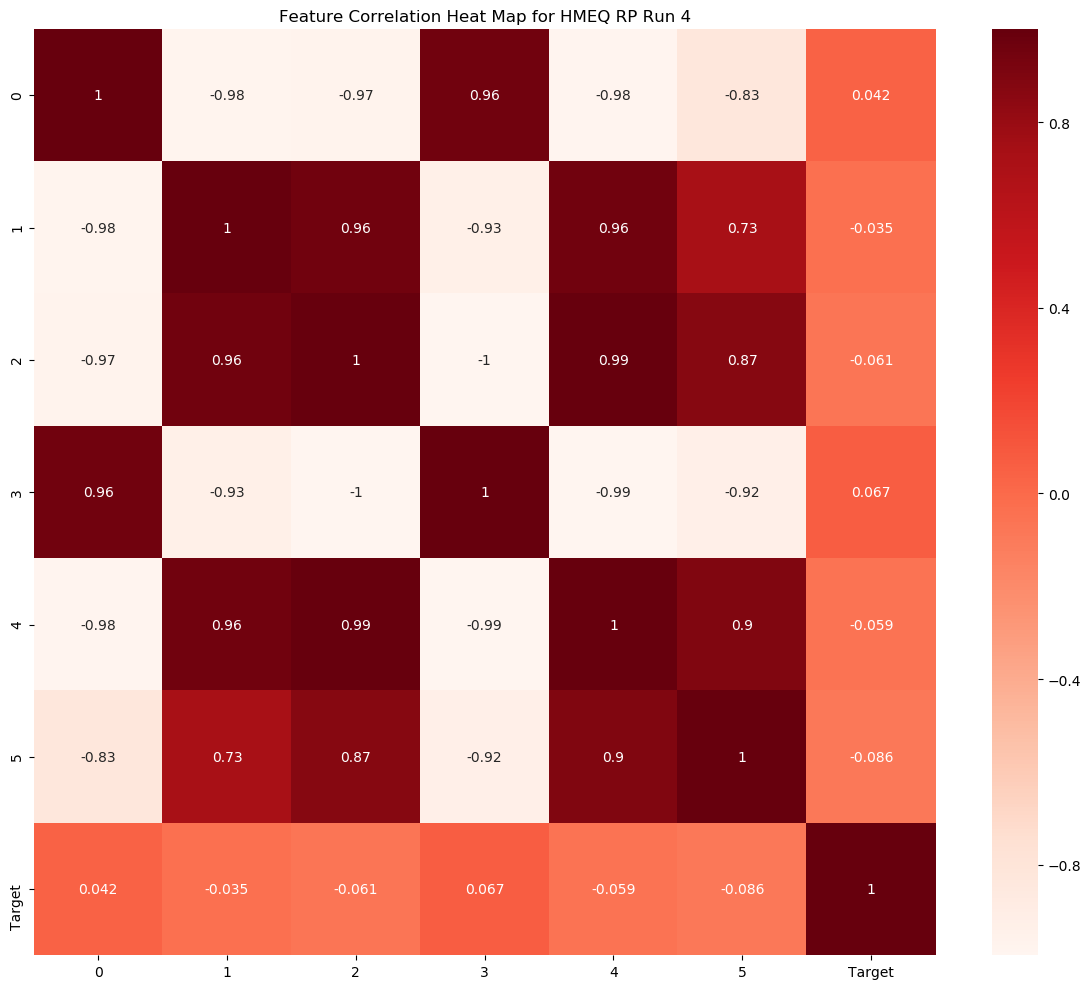 Feature Correlation Heat Map for HMEQ RP Run 4
0 1 -0.98 -0.97 0.96 -0.98 -0.83 0.042
1 -0.98 1 0.96 -0.93 0.96 0.73 -0.035
2 -0.97 0.96 1 -1 0.99 0.87 -0.061
3 0.96 -0.93 -1 1 -0.99 -0.92 0.067
4 -0.98 0.96 0.99 -0.99 1 0.9 -0.059
5 -0.83 0.73 0.87 -0.92 0.9 1 -0.086
Target 0.042 -0.035 -0.061 0.067 -0.059 -0.086 1
0 1 2 3 4 5 Target
0.8
0.4
0.0
−0.4
−0.8